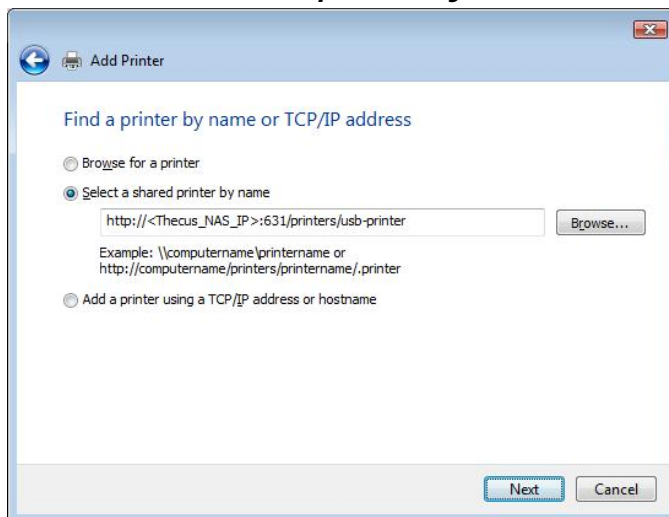 Add Printer
Find a printer by name or TCP/IP address
Browse for a printer
Select a shared printer by name
http://<Thecus_NAS_IP>:631/printers/usb-printer
Browse...
Example: \\computername\printername or
http://computername/printers/printername/.printer
Add a printer using a TCP/IP address or hostname
Next
Cancel